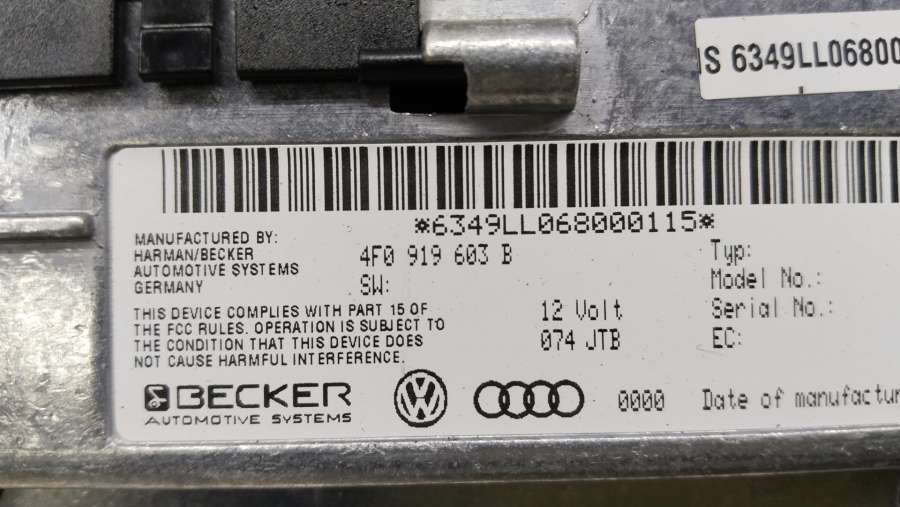 S 6349LL06800
*6349LL068000115*
MANUFACTURED BY:
HARMAN/BECKER
AUTOMOTIVE SYSTEMS
GERMANY
4F0 919 603 B
SW:
Typ:
Model No.:
Serial No.:
EC:
12 Volt
074 JTB
THIS DEVICE COMPLIES WITH PART 15 OF
THE FCC RULES. OPERATION IS SUBJECT TO
THE CONDITION THAT THIS DEVICE DOES
NOT CAUSE HARMFUL INTERFERENCE.
BECKER
AUTOMOTIVE SYSTEMS
VW
0000
Date of manufactur